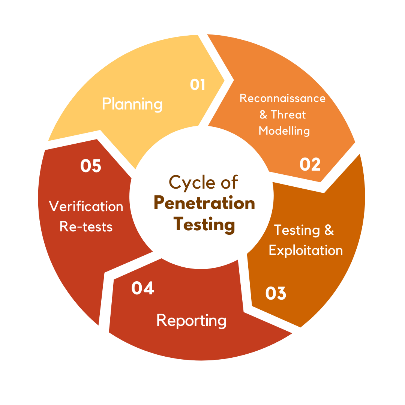 01
Planning
Reconnaissance
& Threat
Modelling
02
Testing &
Exploitation
03
04
Reporting
05
Verification
Re-tests
Cycle of
Penetration
Testing